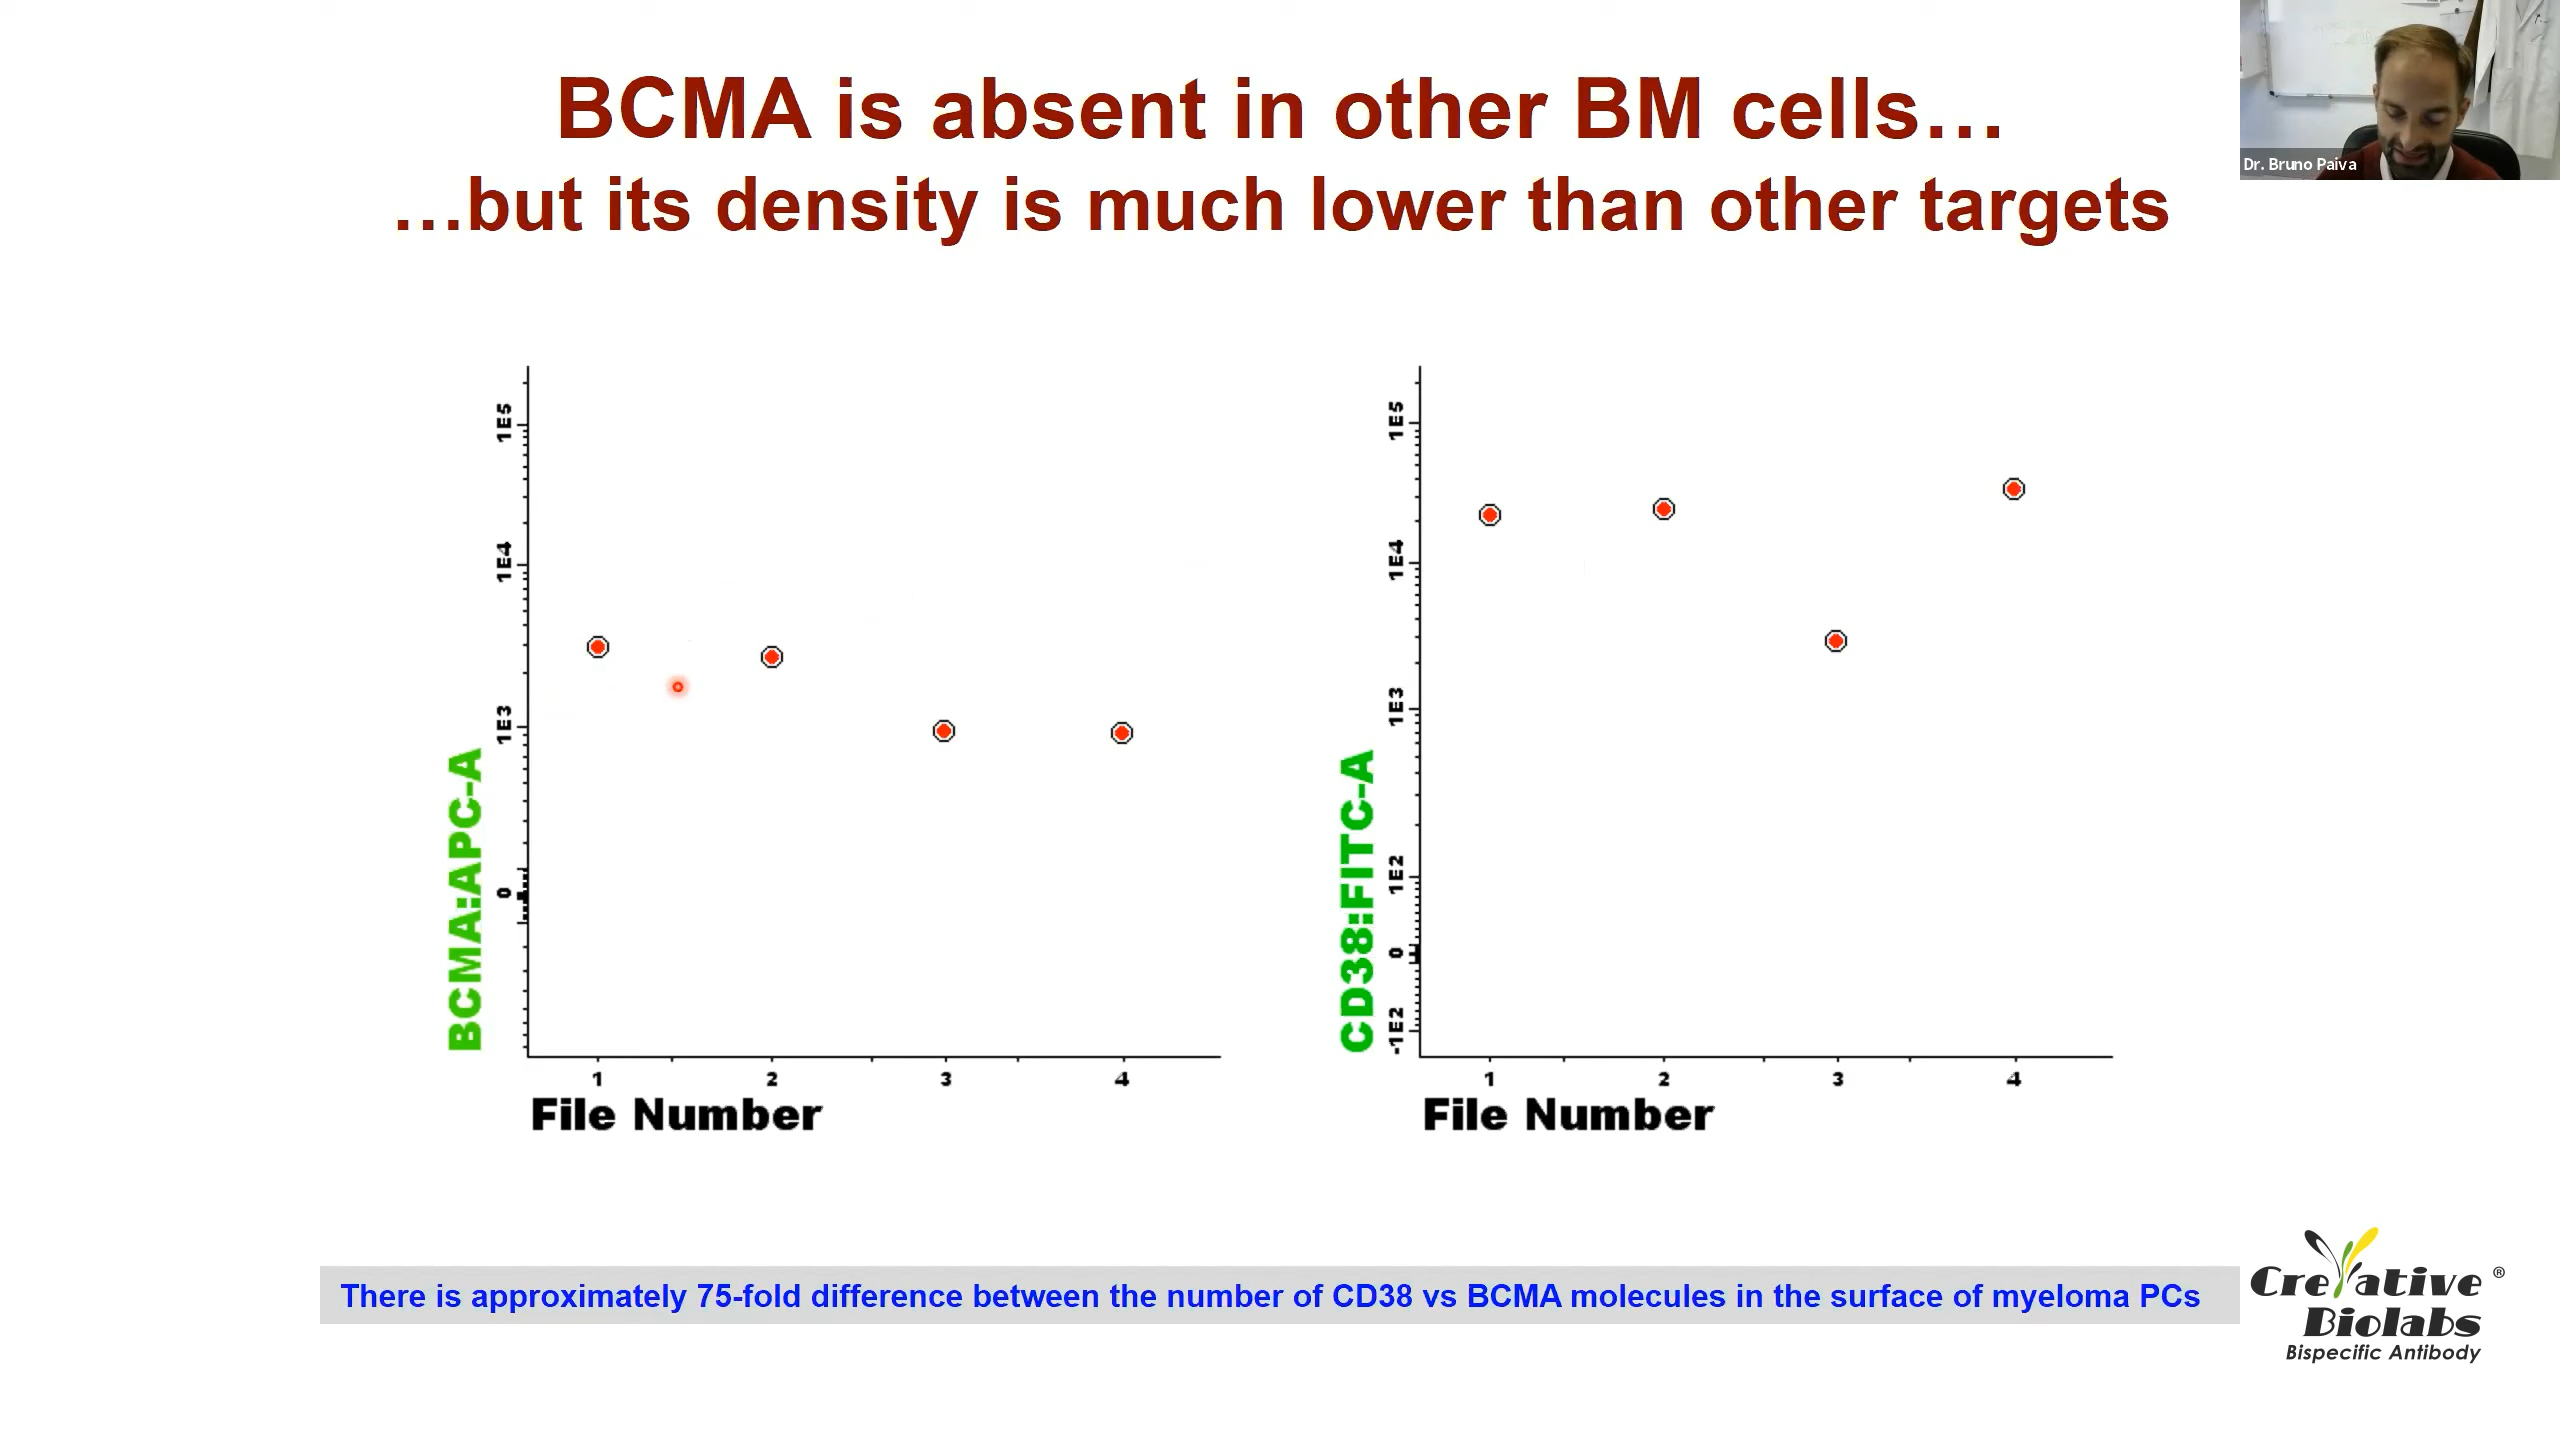 BCMA is absent in other BM cells…
…but its density is much lower than other targets
Dr. Bruno Paiva
1E5
1E4
1E3
0
BCMA:APC-A
1
2
3
4
File Number
1E5
1E4
1E3
1E2
0
-1E2
CD38:FITC-A
1
2
3
4
File Number
There is approximately 75-fold difference between the number of CD38 vs BCMA molecules in the surface of myeloma PCs
Creative ®
Biolabs
Bispecific Antibody